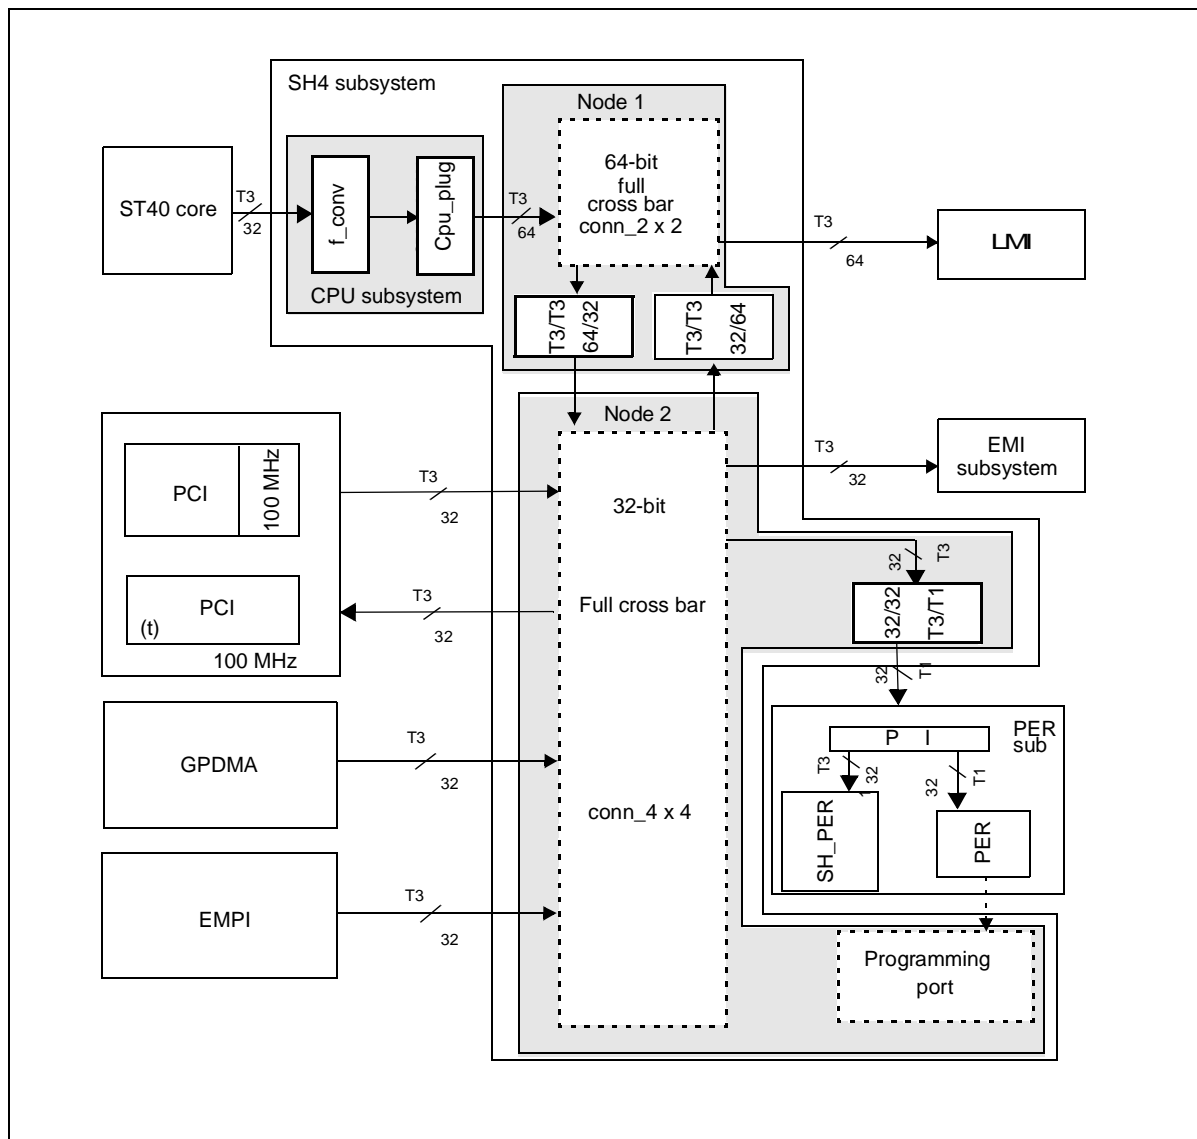 SH4 subsystem
Node 1
64-bit
full
cross bar
conn_2 x 2
ST40 core
T3
32
f_conv
Cpu_plug
CPU subsystem
T3
64
T3
64
LMI
T3/T3
64/32
T3/T3
32/64
Node 2
32-bit
Full cross bar
conn_4 x 4
T3
32
EMI
subsystem
PCI
100 MHz
T3
32
PCI
(t)
100 MHz
T3
32
32
T3
32/32
T3/T1
32
T1
GPDMA
T3
32
PER
sub
P I
T3
32
1
32
T1
SH_PER
PER
EMPI
T3
32
Programming
port